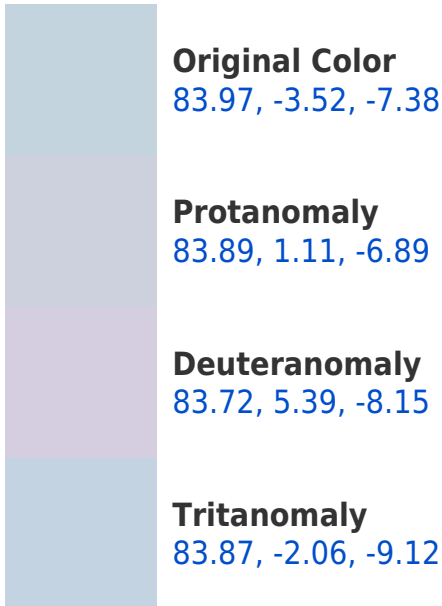 Original Color
83.97, -3.52, -7.38
Protanomaly
83.89, 1.11, -6.89
Deuteranomaly
83.72, 5.39, -8.15
Tritanomaly
83.87, -2.06, -9.12